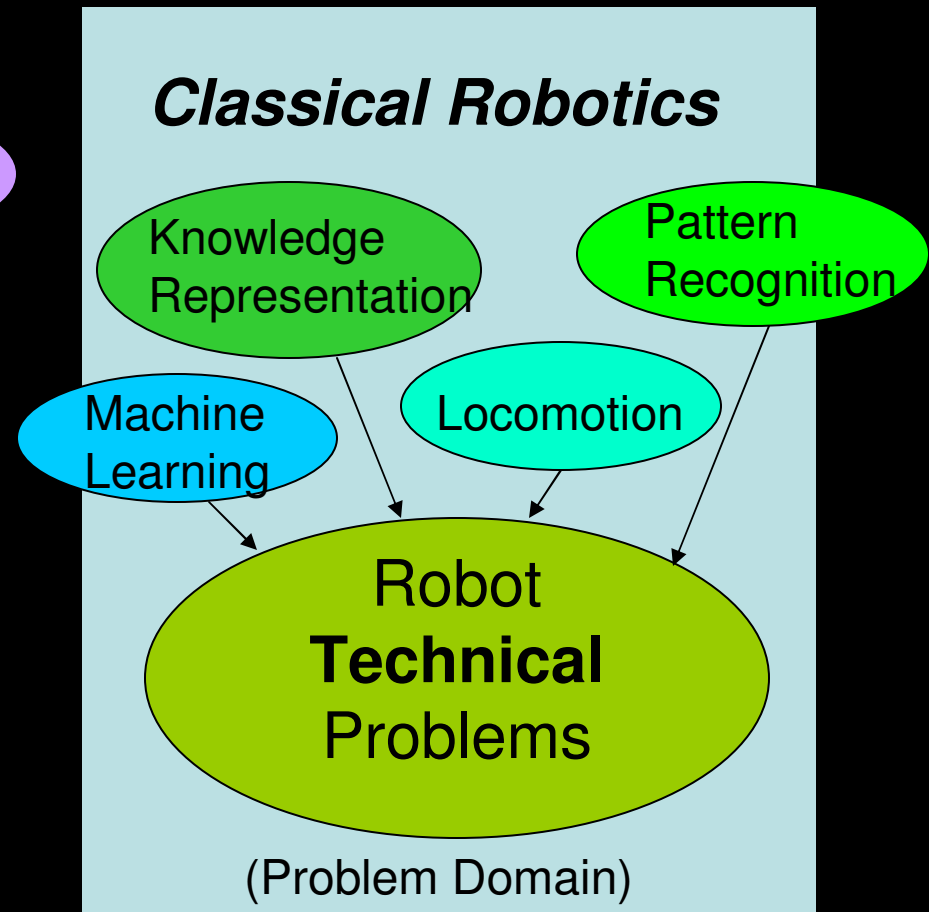 Classical Robotics
Knowledge
Representation
Pattern
Recognition
Machine
Learning
Locomotion
Robot
Technical
Problems
(Problem Domain)